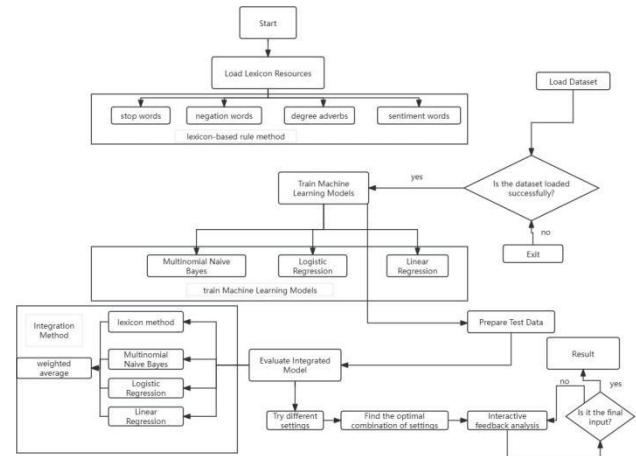 Start
Load Lexicon Resources
Load Dataset
stop words
negation words
degree adverbs
sentiment words
lexicon-based rule method
Train Machine
Learning Models
yes
Is the dataset loaded
successfully?
no
Exit
Multinomial Naive
Bayes
Logistic
Regression
Linear
Regression
train Machine Learning Models
Integration
Method
lexicon method
Prepare Test Data
weighted
average
Multinomial
Naive Bayes
Logistic
Regression
Linear
Regression
Evaluate Integrated
Model
Result
no
yes
Try different
settings
Find the optimal
combination of settings
Interactive
feedback analysis
Is it the final
input?